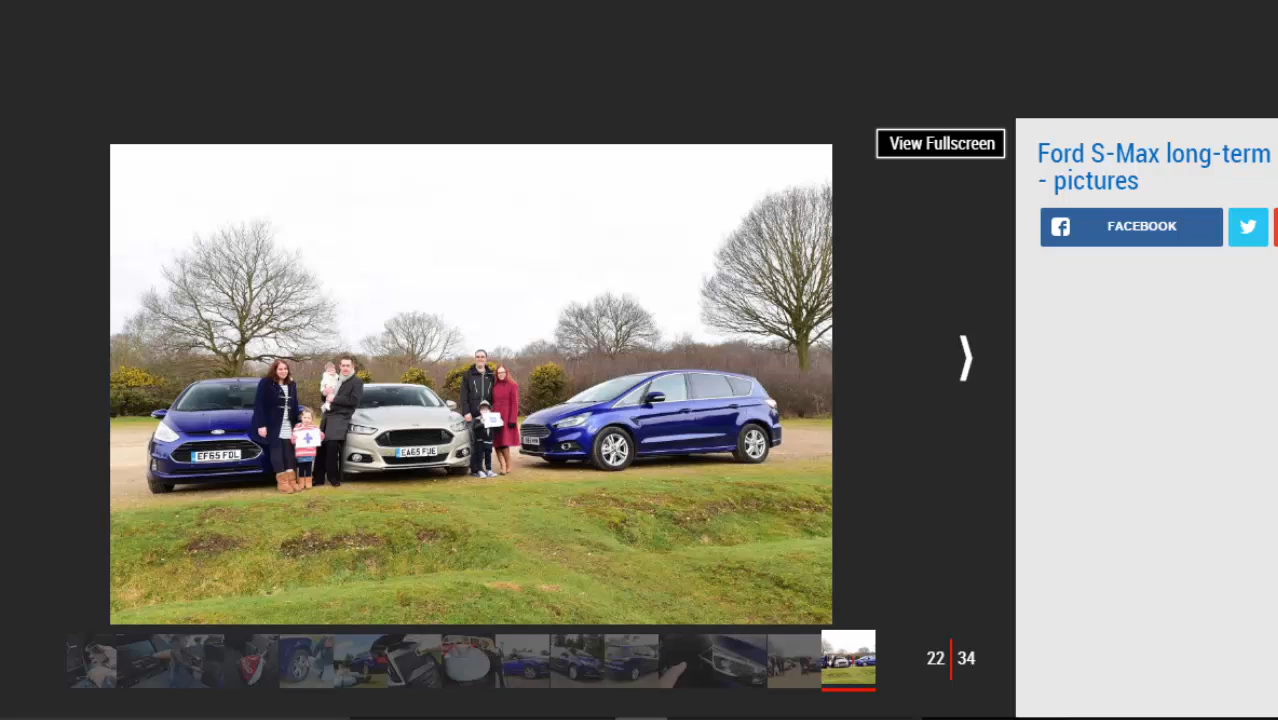 View Fullscreen
Ford S-Max long-term
- pictures
FACEBOOK
EF65 FDL
EA65 FUE
22 34